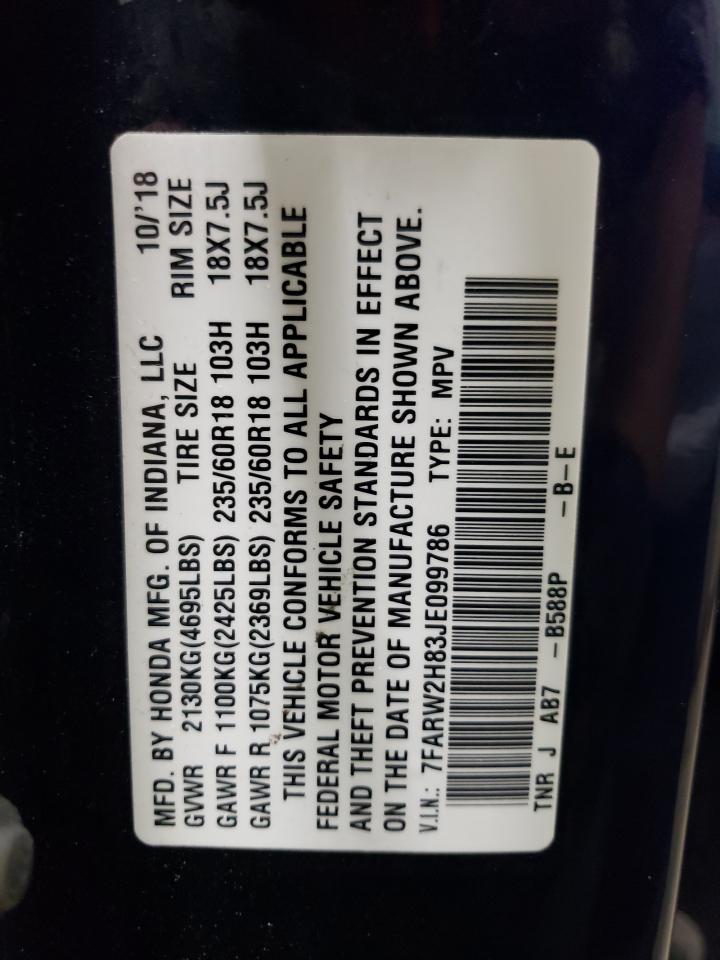 MFD. BY HONDA MFG. OF INDIANA, LLC 10/'18
GVWR 2130KG(4695LBS) TIRE SIZE RIM SIZE
GAWR F 1100KG(2425LBS) 235/60R18 103H 18X7.5J
GAWR R 1075KG(2369LBS) 235/60R18 103H 18X7.5J
THIS VEHICLE CONFORMS TO ALL APPLICABLE
FEDERAL MOTOR VEHICLE SAFETY
AND THEFT PREVENTION STANDARDS IN EFFECT
ON THE DATE OF MANUFACTURE SHOWN ABOVE.
V.I.N.: 7FARW2H83JE099786 TYPE: MPV
TNR J AB7 -B588P -B-E